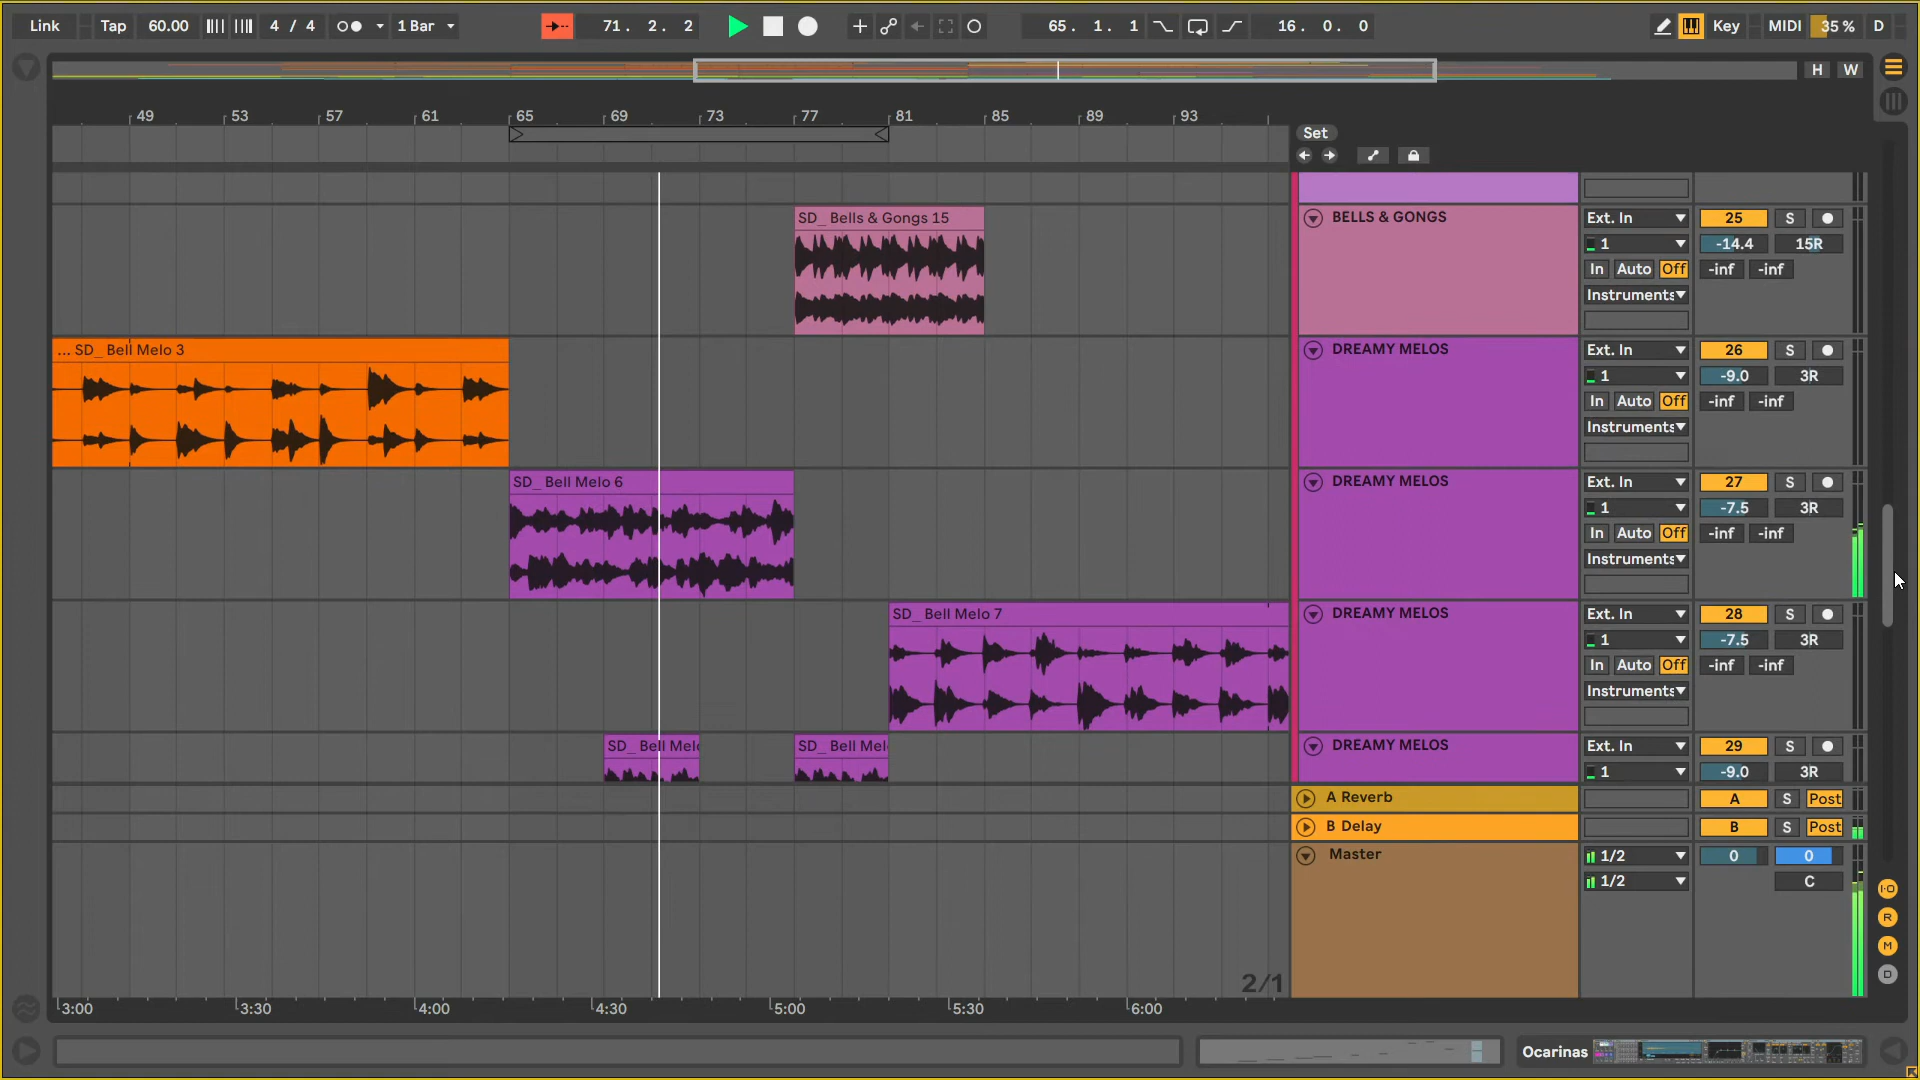 Link Tap 60.00 4 / 4 1 Bar 71. 2. 2 65. 1. 1 16. 0. 0 Key MIDI 35 % D
H W
49 53 57 61 65 69 73 77 81 85 89 93
Set
SD_ Bells & Gongs 15 BELLS & GONGS Ext. In 25 S
1 -14.4 15R
In Auto Off -inf -inf
Instruments
... SD_ Bell Melo 3 DREAMY MELOS Ext. In 26 S
1 -9.0 3R
In Auto Off -inf -inf
Instruments
SD_ Bell Melo 6 DREAMY MELOS Ext. In 27 S
1 -7.5 3R
In Auto Off -inf -inf
Instruments
SD_ Bell Melo 7 DREAMY MELOS Ext. In 28 S
1 -7.5 3R
In Auto Off -inf -inf
Instruments
SD_ Bell Melo SD_ Bell Mel DREAMY MELOS Ext. In 29 S
1 -9.0 3R
A Reverb A S Post
B Delay B S Post
Master 1/2 0 0
1/2 C
I·O
R
M
D
2/1
3:00 3:30 4:00 4:30 5:00 5:30 6:00
Ocarinas